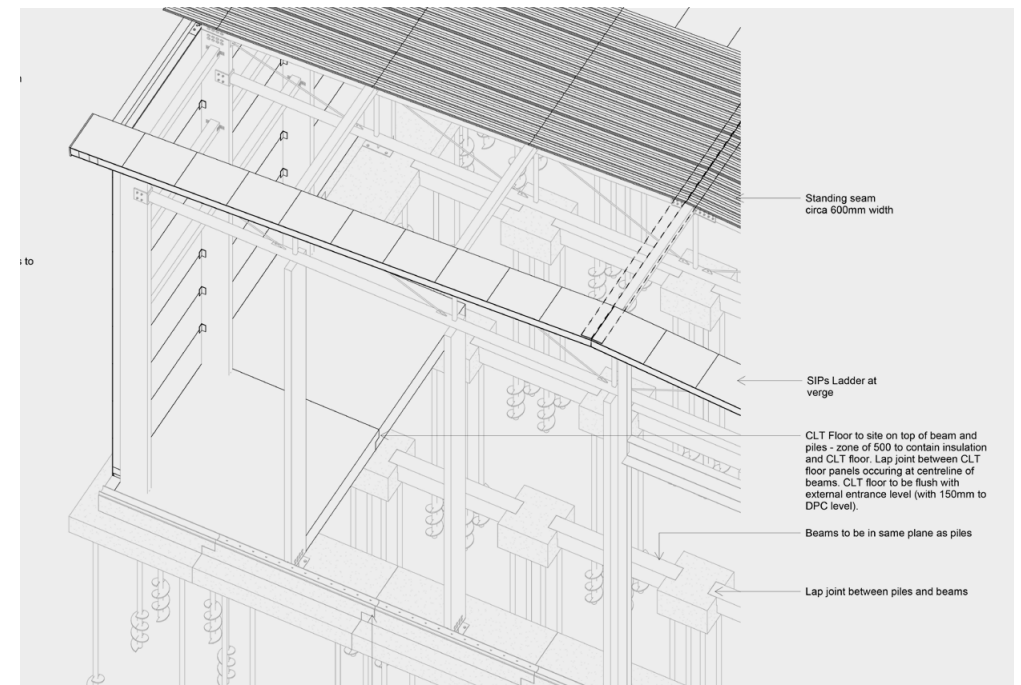 Standing seam
circa 600mm width
s to
SIPs Ladder at
verge
CLT Floor to site on top of beam and
piles - zone of 500 to contain insulation
and CLT floor. Lap joint between CLT
floor panels occuring at centreline of
beams. CLT floor to be flush with
external entrance level (with 150mm to
DPC level).
Beams to be in same plane as piles
Lap joint between piles and beams